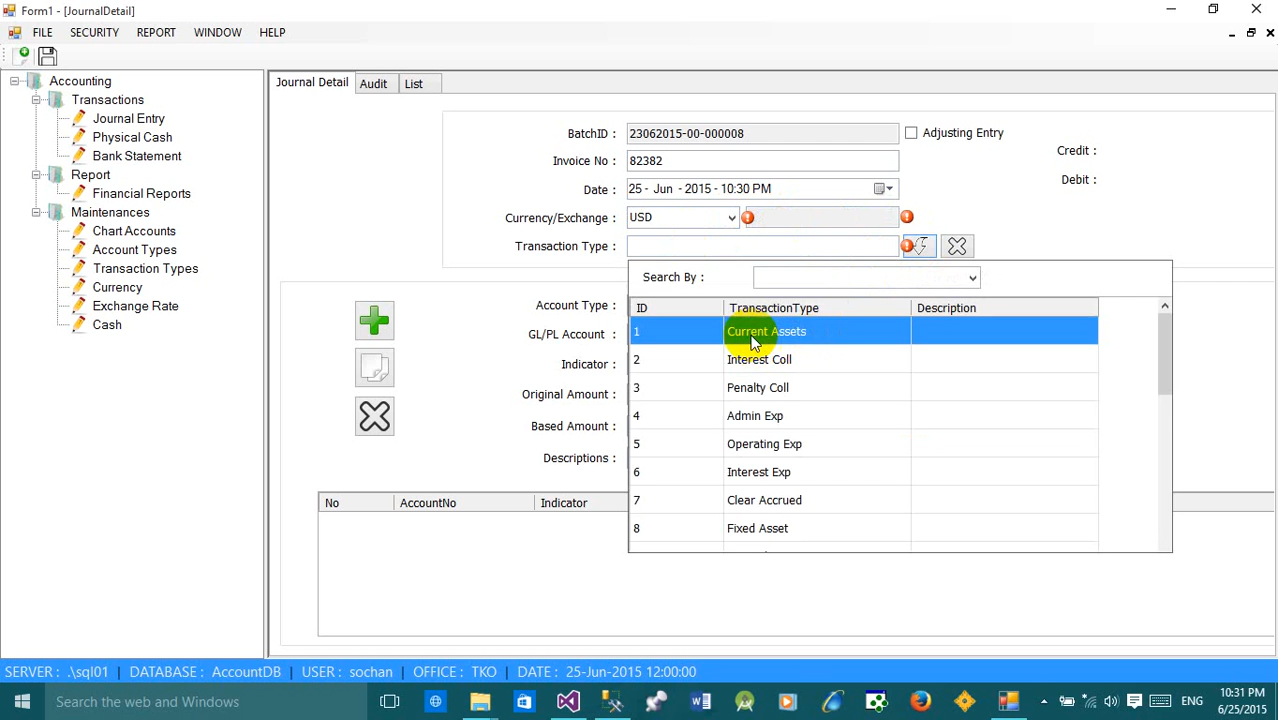 Form1 - [JournalDetail]
FILE SECURITY REPORT WINDOW HELP
Accounting
Transactions
Journal Entry
Physical Cash
Bank Statement
Report
Financial Reports
Maintenances
Chart Accounts
Account Types
Transaction Types
Currency
Exchange Rate
Cash
Journal Detail Audit List
BatchID : 23062015-00-000008 Adjusting Entry
Invoice No : 82382
Date : 25 - Jun - 2015 - 10:30 PM
Currency/Exchange : USD
Transaction Type :
Credit :
Debit :
Search By :
ID TransactionType Description
1 Current Assets
2 Interest Coll
3 Penalty Coll
4 Admin Exp
5 Operating Exp
6 Interest Exp
7 Clear Accrued
8 Fixed Asset
Account Type :
GL/PL Account :
Indicator :
Original Amount :
Based Amount :
Descriptions :
No AccountNo Indicator
SERVER : .\sql01 DATABASE : AccountDB USER : sochan OFFICE : TKO DATE : 25-Jun-2015 12:00:00
Search the web and Windows
ENG
10:31 PM
6/25/2015